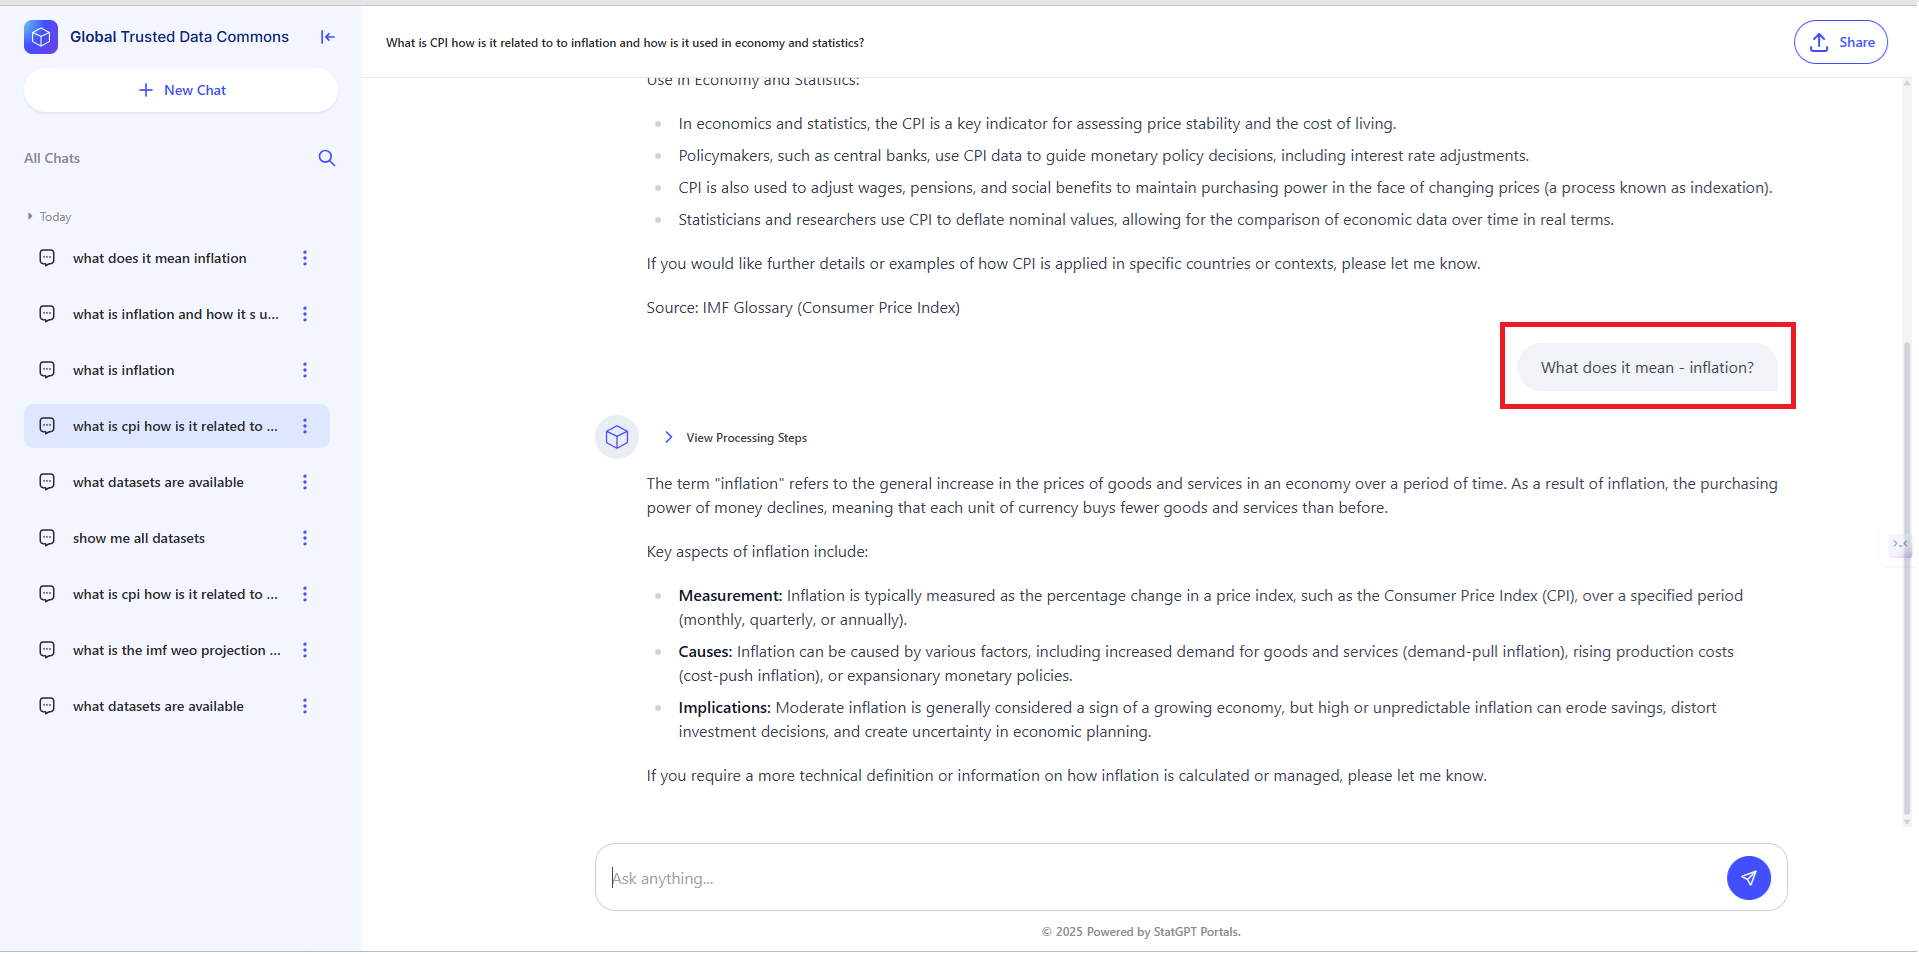 Global Trusted Data Commons
New Chat
All Chats
Today
what does it mean inflation
what is inflation and how it s u...
what is inflation
what is cpi how is it related to ...
what datasets are available
show me all datasets
what is cpi how is it related to ...
what is the imf weo projection ...
what datasets are available
What is CPI how is it related to to inflation and how is it used in economy and statistics?
Share
Use in Economy and Statistics:
In economics and statistics, the CPI is a key indicator for assessing price stability and the cost of living.
Policymakers, such as central banks, use CPI data to guide monetary policy decisions, including interest rate adjustments.
CPI is also used to adjust wages, pensions, and social benefits to maintain purchasing power in the face of changing prices (a process known as indexation).
Statisticians and researchers use CPI to deflate nominal values, allowing for the comparison of economic data over time in real terms.
If you would like further details or examples of how CPI is applied in specific countries or contexts, please let me know.
Source: IMF Glossary (Consumer Price Index)
What does it mean - inflation?
View Processing Steps
The term "inflation" refers to the general increase in the prices of goods and services in an economy over a period of time. As a result of inflation, the purchasing
power of money declines, meaning that each unit of currency buys fewer goods and services than before.
Key aspects of inflation include:
Measurement: Inflation is typically measured as the percentage change in a price index, such as the Consumer Price Index (CPI), over a specified period
(monthly, quarterly, or annually).
Causes: Inflation can be caused by various factors, including increased demand for goods and services (demand-pull inflation), rising production costs
(cost-push inflation), or expansionary monetary policies.
Implications: Moderate inflation is generally considered a sign of a growing economy, but high or unpredictable inflation can erode savings, distort
investment decisions, and create uncertainty in economic planning.
If you require a more technical definition or information on how inflation is calculated or managed, please let me know.
Ask anything...
© 2025 Powered by StatGPT Portals.